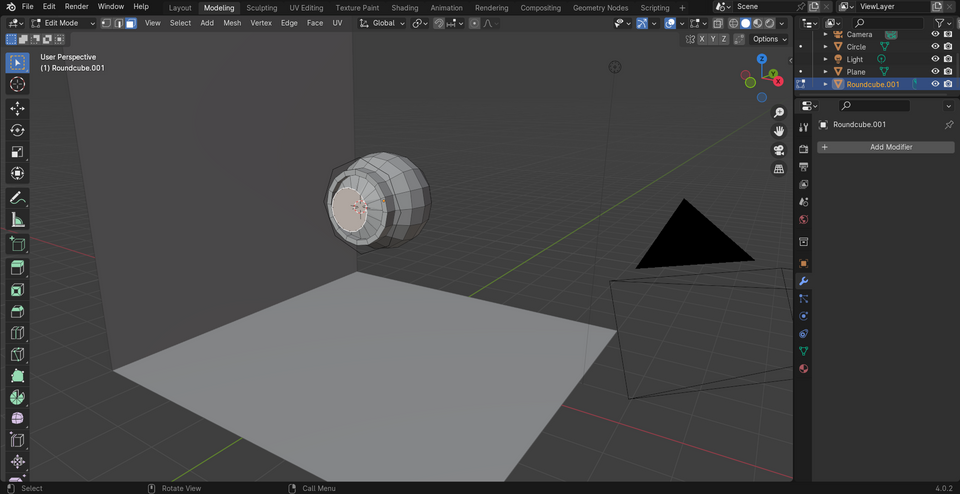 File Edit Render Window Help Layout Modeling Sculpting UV Editing Texture Paint Shading Animation Rendering Compositing Geometry Nodes Scripting + Scene ViewLayer
Edit Mode View Select Add Mesh Vertex Edge Face UV Global
X Y Z Options
User Perspective
(1) Roundcube.001
Z
Y
X
Camera
Circle
Light
Plane
Roundcube.001
Roundcube.001
+ Add Modifier
Select Rotate View Call Menu 4.0.2